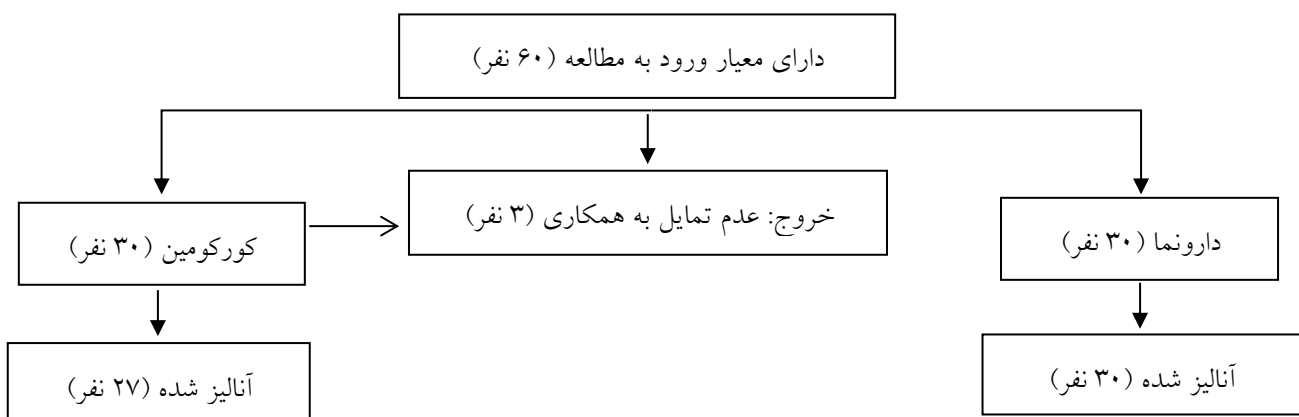 دارای معیار ورود به مطالعه (۶۰ نفر)
خروج: عدم تمایل به همکاری (۳ نفر)
دارونما (۳۰ نفر)
کورکومین (۳۰ نفر)
آنالیز شده (۳۰ نفر)
آنالیز شده (۲۷ نفر)